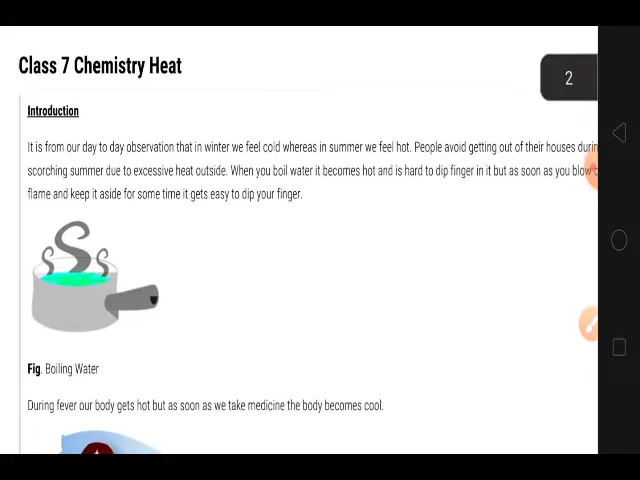 Class 7 Chemistry Heat
2
Introduction
It is from our day to day observation that in winter we feel cold whereas in summer we feel hot. People avoid getting out of their houses durin
scorching summer due to excessive heat outside. When you boil water it becomes hot and is hard to dip finger in it but as soon as you blow
flame and keep it aside for some time it gets easy to dip your finger.
Fig. Boiling Water
During fever our body gets hot but as soon as we take medicine the body becomes cool.